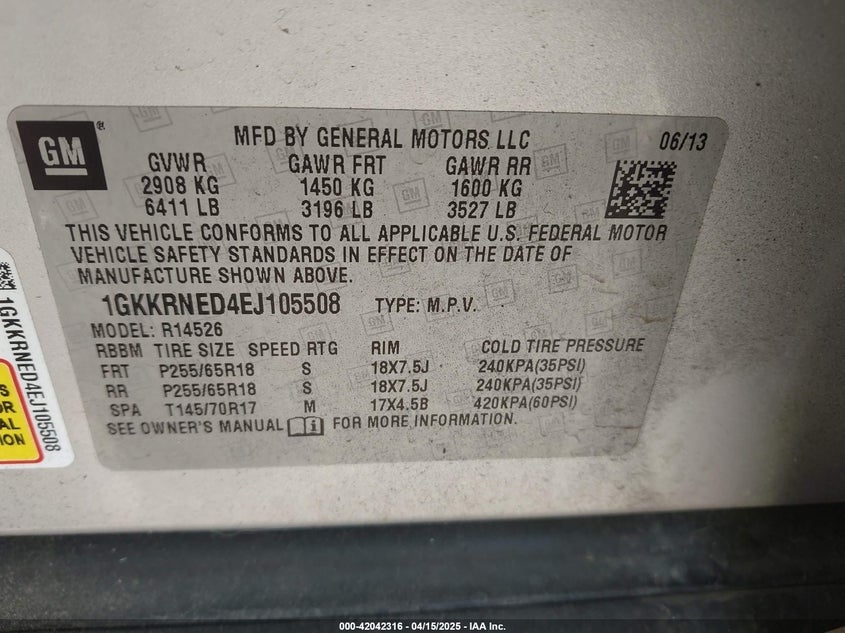 GM
®
MFD BY GENERAL MOTORS LLC
06/13
GVWR GAWR FRT GAWR RR
2908 KG 1450 KG 1600 KG
6411 LB 3196 LB 3527 LB
THIS VEHICLE CONFORMS TO ALL APPLICABLE U.S. FEDERAL MOTOR
VEHICLE SAFETY STANDARDS IN EFFECT ON THE DATE OF
MANUFACTURE SHOWN ABOVE.
1GKKRNED4EJ105508 TYPE: M.P.V.
MODEL: R14526
RBBM TIRE SIZE SPEED RTG RIM COLD TIRE PRESSURE
FRT P255/65R18 S 18X7.5J 240KPA(35PSI)
RR P255/65R18 S 18X7.5J 240KPA(35PSI)
SPA T145/70R17 M 17X4.5B 420KPA(60PSI)
SEE OWNER'S MANUAL i FOR MORE INFORMATION.
1GKKRNED4EJ105508
000-42042316 - 04/15/2025 - IAA Inc.